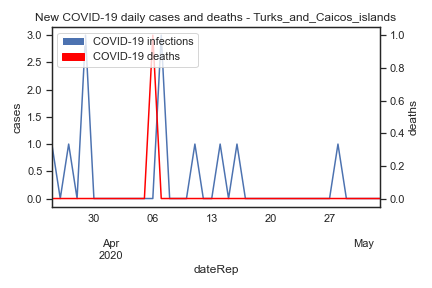 New COVID-19 daily cases and deaths - Turks_and_Caicos_islands
COVID-19 infections
COVID-19 deaths
cases
3.0
2.5
2.0
1.5
1.0
0.5
0.0
deaths
1.0
0.8
0.6
0.4
0.2
0.0
30 06 13 20 27
Apr May
2020
dateRep